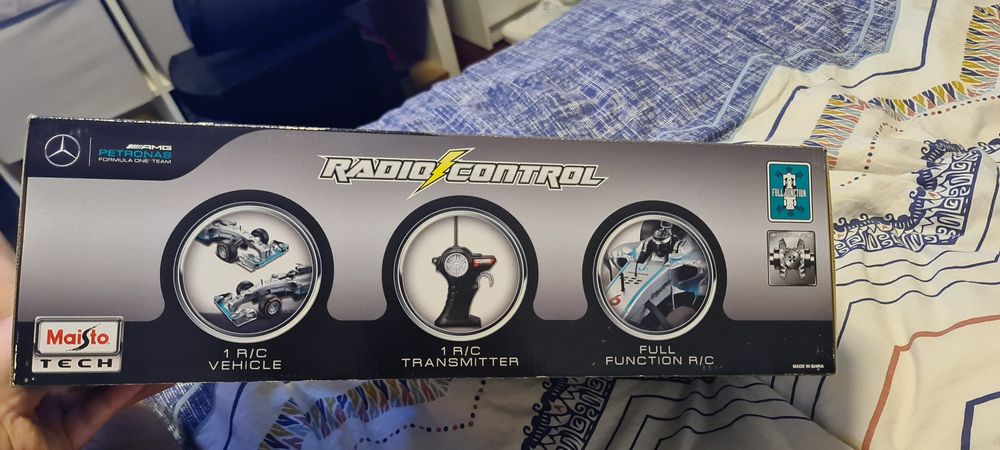 AMG
PETRONAS
FORMULA ONE TEAM
RADIO CONTROL
FULL FUNCTION
6
1 R/C
VEHICLE
1 R/C
TRANSMITTER
FULL
FUNCTION R/C
Maisto
TECH
MADE IN CHINA